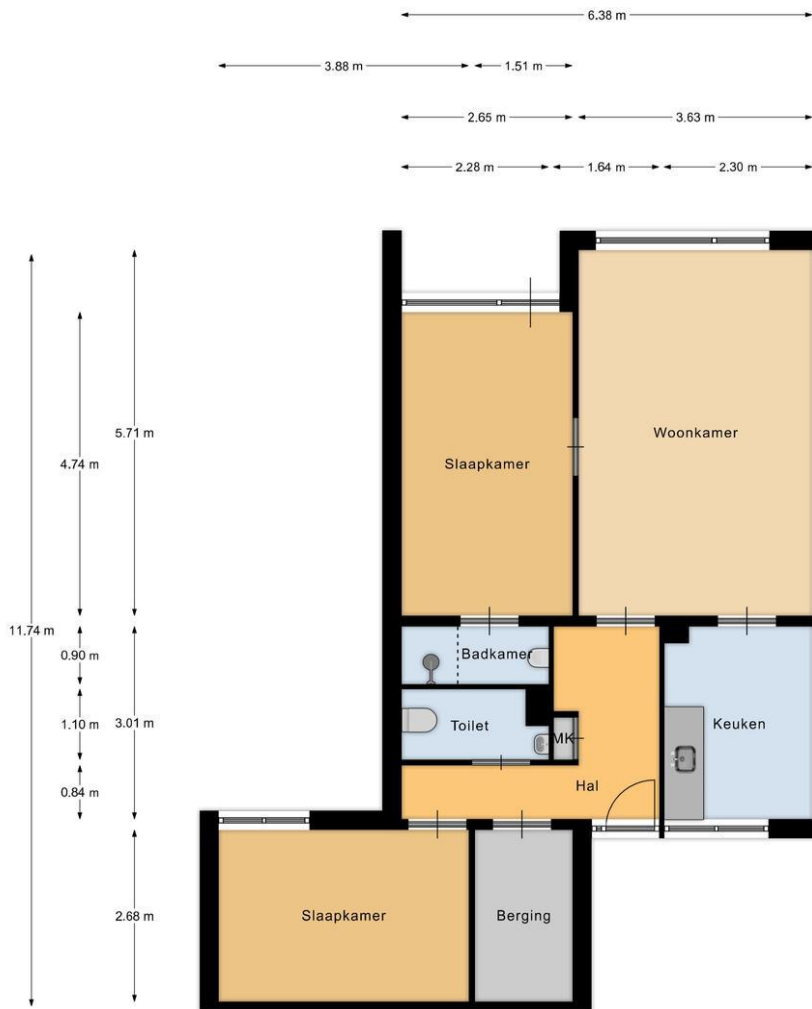 6.38 m
3.88 m
1.51 m
2.65 m
3.63 m
2.28 m
1.64 m
2.30 m
5.71 m
4.74 m
Woonkamer
Slaapkamer
11.74 m
0.90 m
Badkamer
1.10 m
3.01 m
Toilet
Keuken
MK
0.84 m
Hal
2.68 m
Slaapkamer
Berging